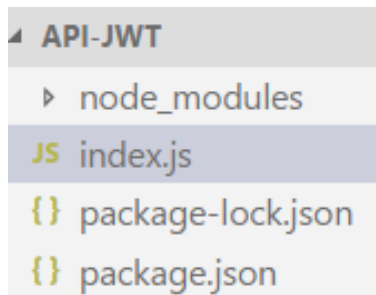 API-JWT
node_modules
JS index.js
{} package-lock.json
{} package.json